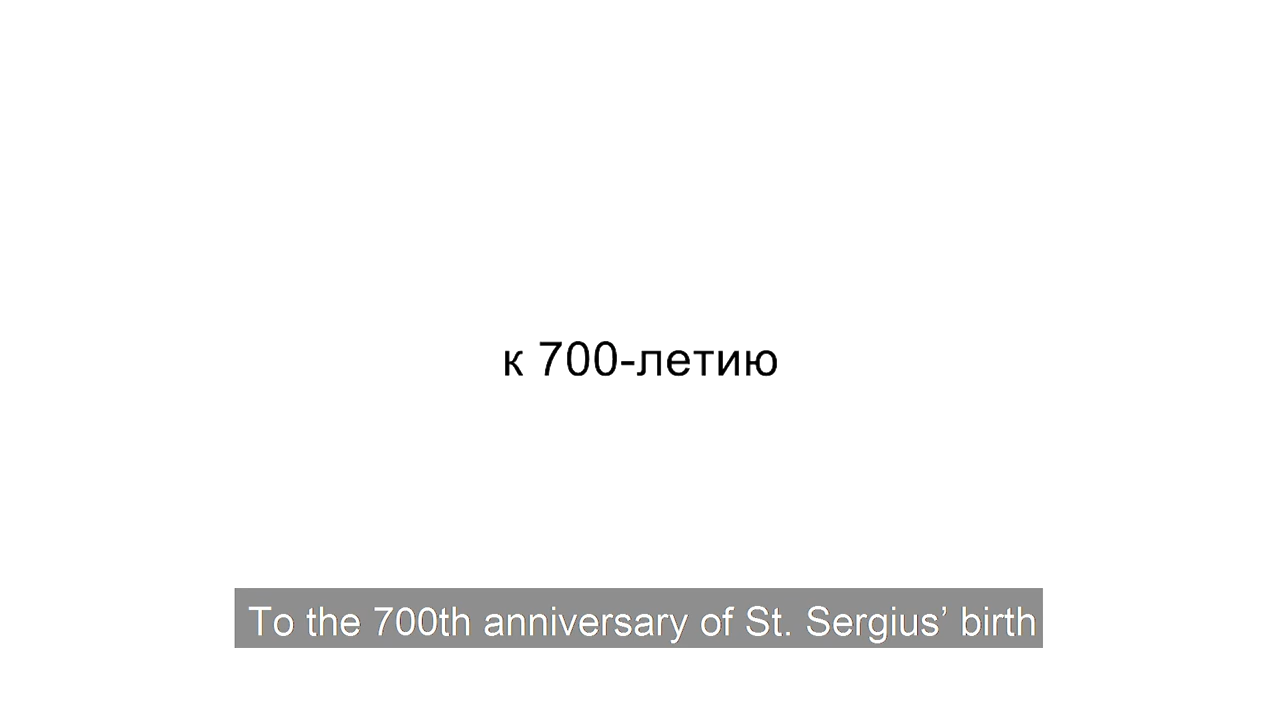 к 700-летию
To the 700th anniversary of St. Sergius’ birth